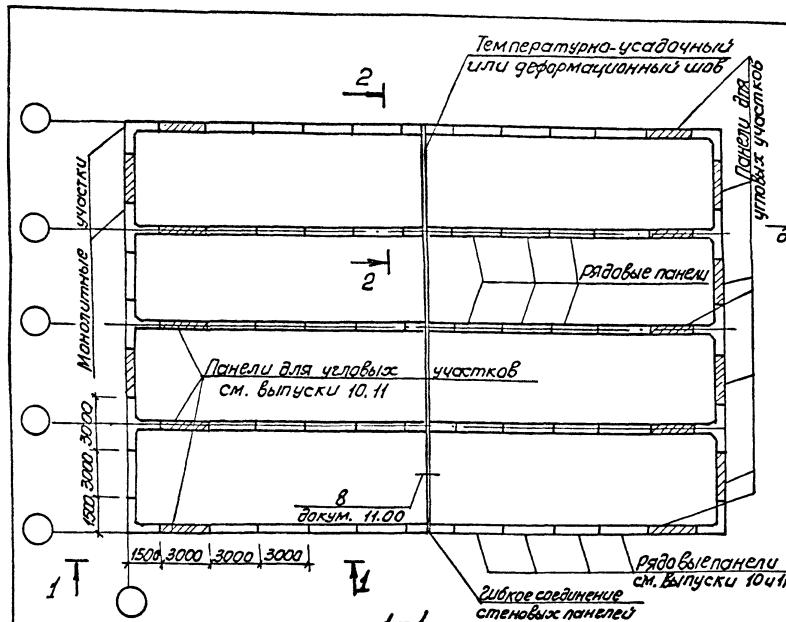 Температурно-усадочный
или деформационный шов
2
Панели для
угловых участков
Монолитные участки
2
Рядовые панели
Панели для угловых участков
см. выпуски 10.11
1500, 3000, 3000
8
докум. 11.00
1500 3000 3000 3000
1
1
Рядовые панели
см. выпуски 10 и 11
Гибкое соединение
стеновых панелей